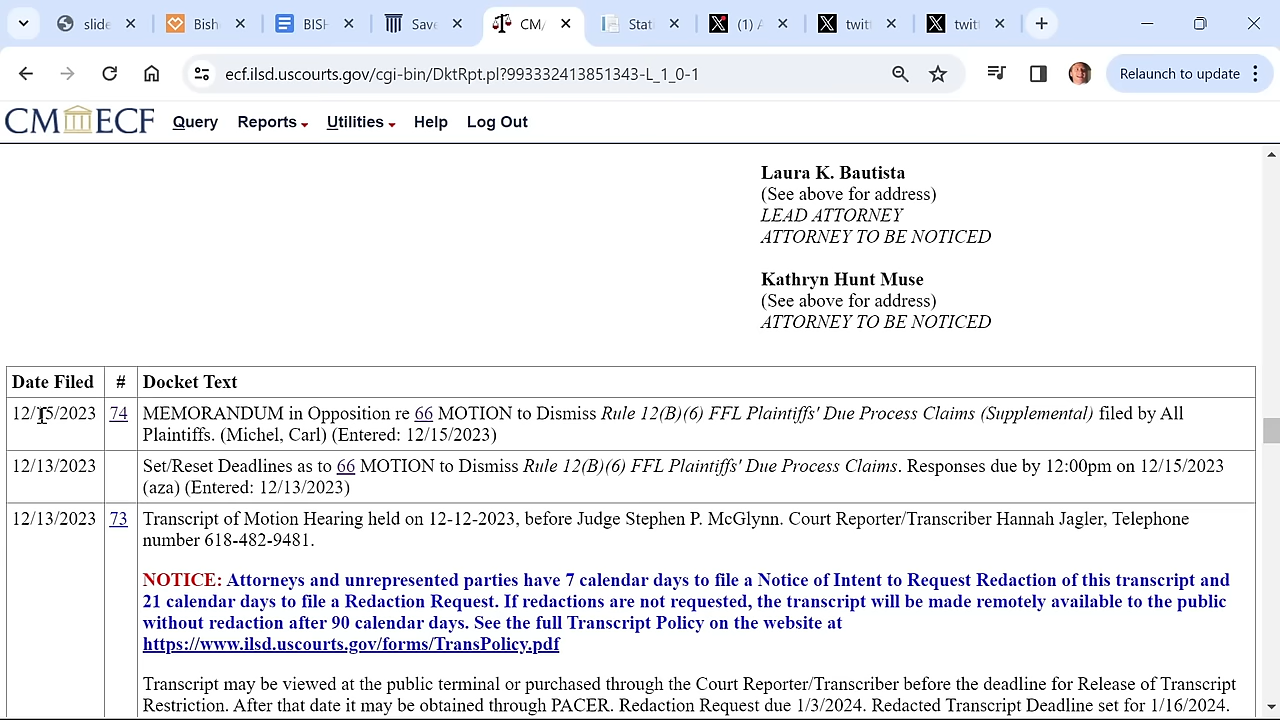 slide
Bish
BISH
Save
CM/
Stat
(1) /
twit
twit
ecf.ilsd.uscourts.gov/cgi-bin/DktRpt.pl?993332413851343-L_1_0-1
Relaunch to update
CM ECF Query Reports Utilities Help Log Out
Laura K. Bautista
(See above for address)
LEAD ATTORNEY
ATTORNEY TO BE NOTICED
Kathryn Hunt Muse
(See above for address)
ATTORNEY TO BE NOTICED
Date Filed # Docket Text
12/15/2023 74 MEMORANDUM in Opposition re 66 MOTION to Dismiss Rule 12(B)(6) FFL Plaintiffs' Due Process Claims (Supplemental) filed by All
Plaintiffs. (Michel, Carl) (Entered: 12/15/2023)
12/13/2023 Set/Reset Deadlines as to 66 MOTION to Dismiss Rule 12(B)(6) FFL Plaintiffs' Due Process Claims. Responses due by 12:00pm on 12/15/2023
(aza) (Entered: 12/13/2023)
12/13/2023 73 Transcript of Motion Hearing held on 12-12-2023, before Judge Stephen P. McGlynn. Court Reporter/Transcriber Hannah Jagler, Telephone
number 618-482-9481.
NOTICE: Attorneys and unrepresented parties have 7 calendar days to file a Notice of Intent to Request Redaction of this transcript and
21 calendar days to file a Redaction Request. If redactions are not requested, the transcript will be made remotely available to the public
without redaction after 90 calendar days. See the full Transcript Policy on the website at
https://www.ilsd.uscourts.gov/forms/TransPolicy.pdf
Transcript may be viewed at the public terminal or purchased through the Court Reporter/Transcriber before the deadline for Release of Transcript
Restriction. After that date it may be obtained through PACER. Redaction Request due 1/3/2024. Redacted Transcript Deadline set for 1/16/2024.